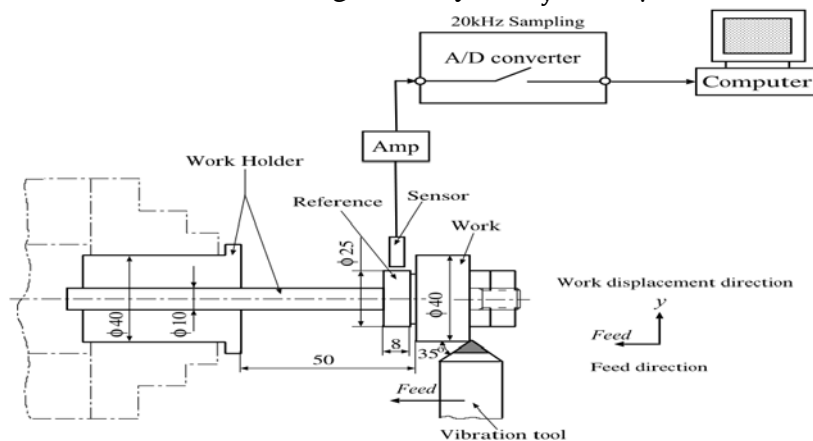 20kHz Sampling
A/D converter
Computer
Amp
Work Holder
Sensor
Reference
Work
ϕ25
ϕ40
ϕ10
ϕ40
8
35°
50
Work displacement direction
y
Feed
Feed direction
Feed
Vibration tool